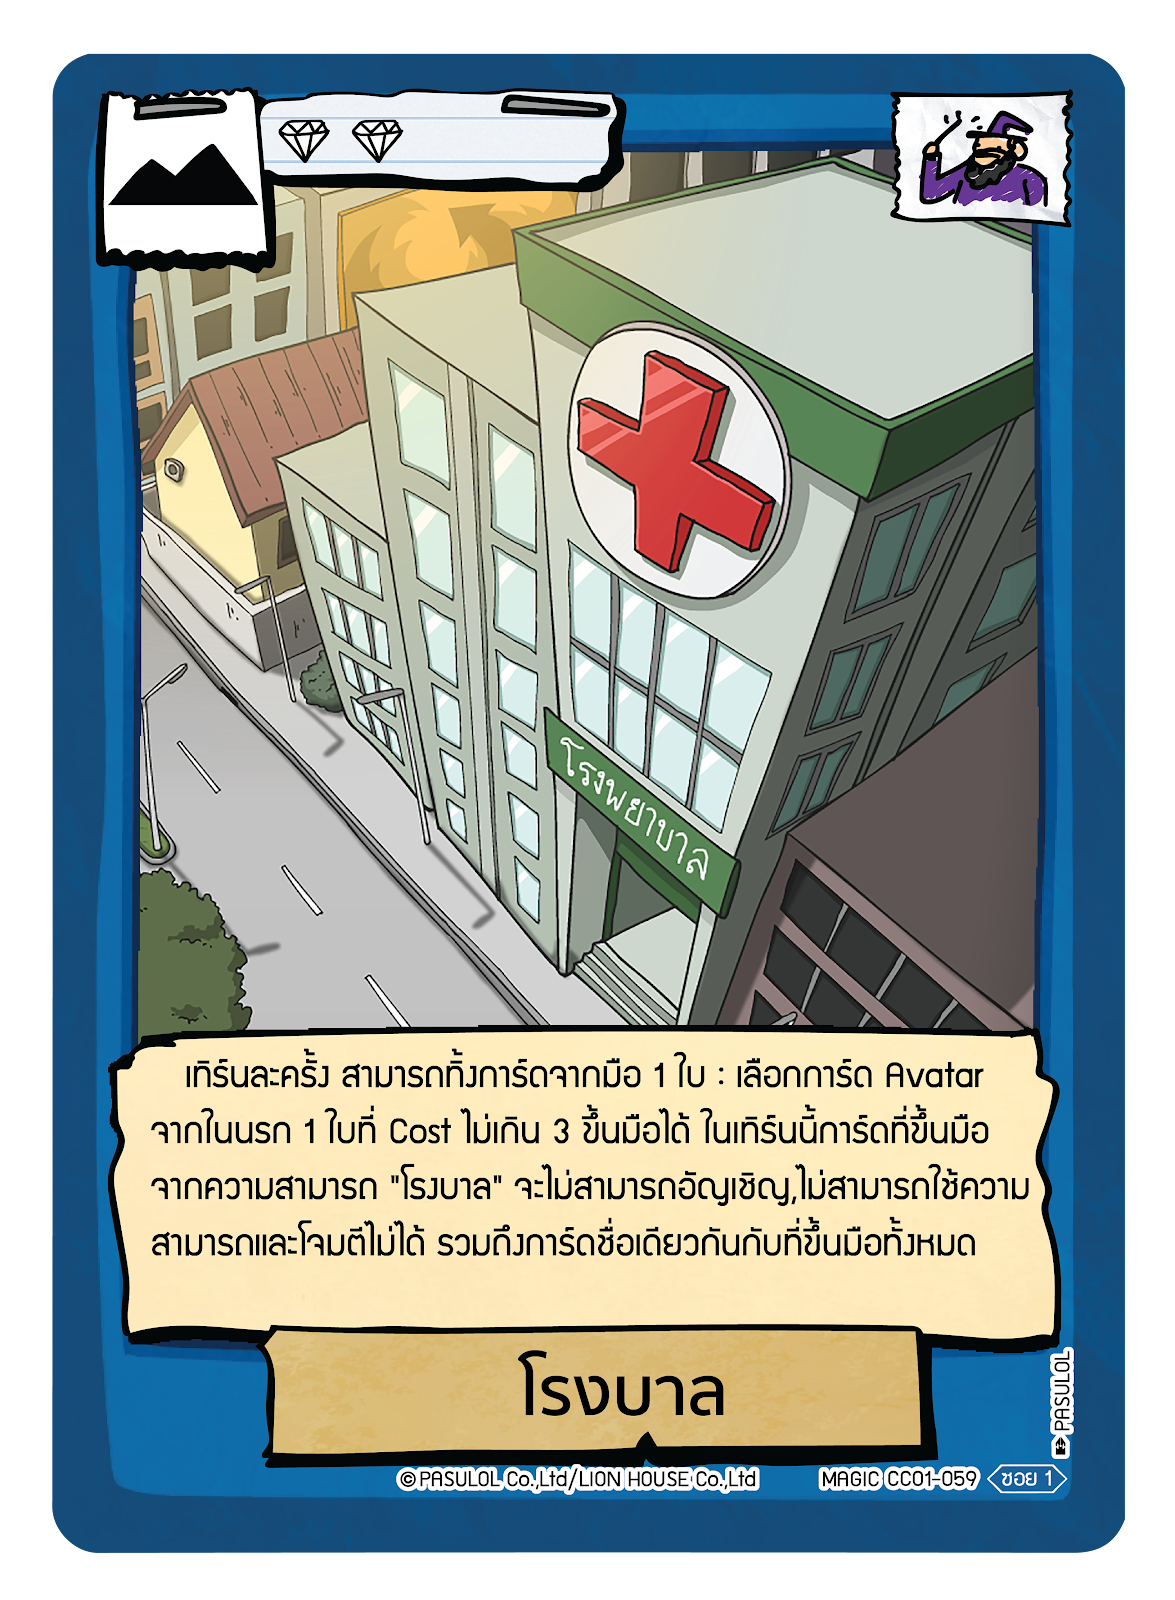 โรงพยาบาล
เทิร์นละครั้ง สามารถทิ้งการ์ดจากมือ 1 ใบ : เลือกการ์ด Avatar
จากในนรก 1 ใบที่ Cost ไม่เกิน 3 ขึ้นมือได้ ในเทิร์นนี้การ์ดที่ขึ้นมือ
จากความสามารถ "โรงบาล" จะไม่สามารถอัญเชิญ,ไม่สามารถใช้ความ
สามารถและโจมตีไม่ได้ รวมถึงการ์ดชื่อเดียวกันกับที่ขึ้นมือทั้งหมด
โรงบาล
PASULOL
© PASULOL Co.,Ltd/LION HOUSE Co.,Ltd
MAGIC CC01-059
ซอย 1